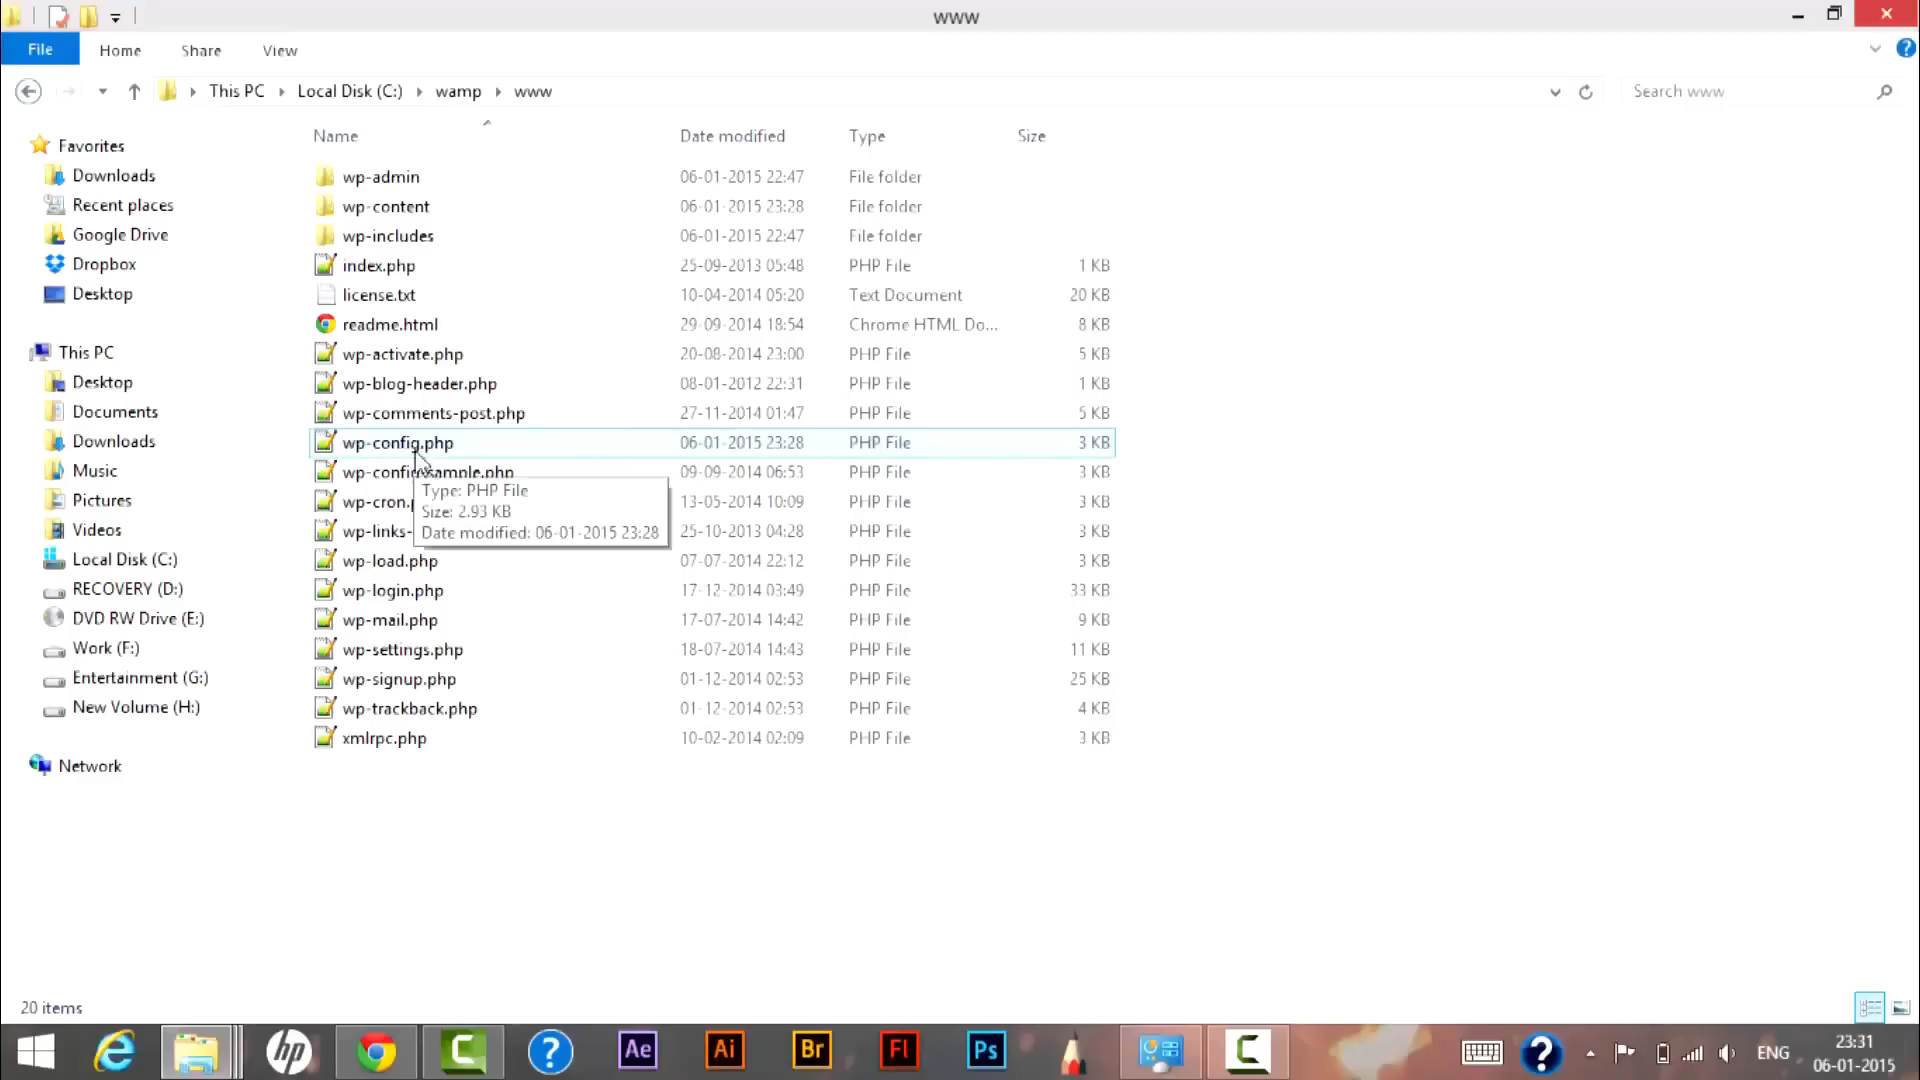 www
File Home Share View
This PC Local Disk (C:) wamp www Search www
Name Date modified Type Size
Favorites
Downloads
Recent places
Google Drive
Dropbox
Desktop
This PC
Desktop
Documents
Downloads
Music
Pictures
Videos
Local Disk (C:)
RECOVERY (D:)
DVD RW Drive (E:)
Work (F:)
Entertainment (G:)
New Volume (H:)
Network
wp-admin 06-01-2015 22:47 File folder
wp-content 06-01-2015 23:28 File folder
wp-includes 06-01-2015 22:47 File folder
index.php 25-09-2013 05:48 PHP File 1 KB
license.txt 10-04-2014 05:20 Text Document 20 KB
readme.html 29-09-2014 18:54 Chrome HTML Do... 8 KB
wp-activate.php 20-08-2014 23:00 PHP File 5 KB
wp-blog-header.php 08-01-2012 22:31 PHP File 1 KB
wp-comments-post.php 27-11-2014 01:47 PHP File 5 KB
wp-config.php 06-01-2015 23:28 PHP File 3 KB
wp-config-sample.php 09-09-2014 06:53 PHP File 3 KB
wp-cron. 13-05-2014 10:09 PHP File 3 KB
wp-links- 25-10-2013 04:28 PHP File 3 KB
wp-load.php 07-07-2014 22:12 PHP File 3 KB
wp-login.php 17-12-2014 03:49 PHP File 33 KB
wp-mail.php 17-07-2014 14:42 PHP File 9 KB
wp-settings.php 18-07-2014 14:43 PHP File 11 KB
wp-signup.php 01-12-2014 02:53 PHP File 25 KB
wp-trackback.php 01-12-2014 02:53 PHP File 4 KB
xmlrpc.php 10-02-2014 02:09 PHP File 3 KB
Type: PHP File
Size: 2.93 KB
Date modified: 06-01-2015 23:28
20 items
hp Ae Ai Br Fl Ps ENG 23:31
06-01-2015